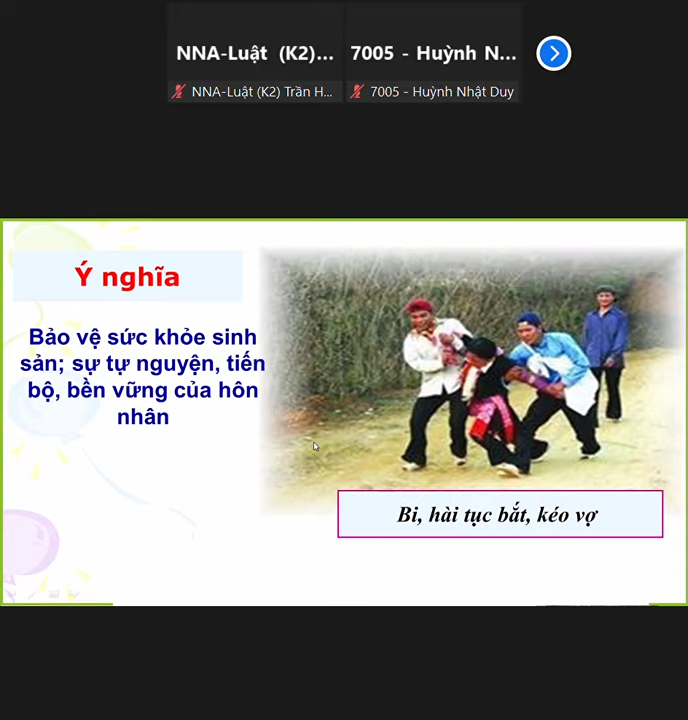 NNA-Luật (K2)... 7005 - Huỳnh N...
NNA-Luật (K2) Trần H... 7005 - Huỳnh Nhật Duy
Ý nghĩa
Bảo vệ sức khỏe sinh
sản; sự tự nguyện, tiến
bộ, bền vững của hôn
nhân
Bi, hài tục bắt, kéo vợ